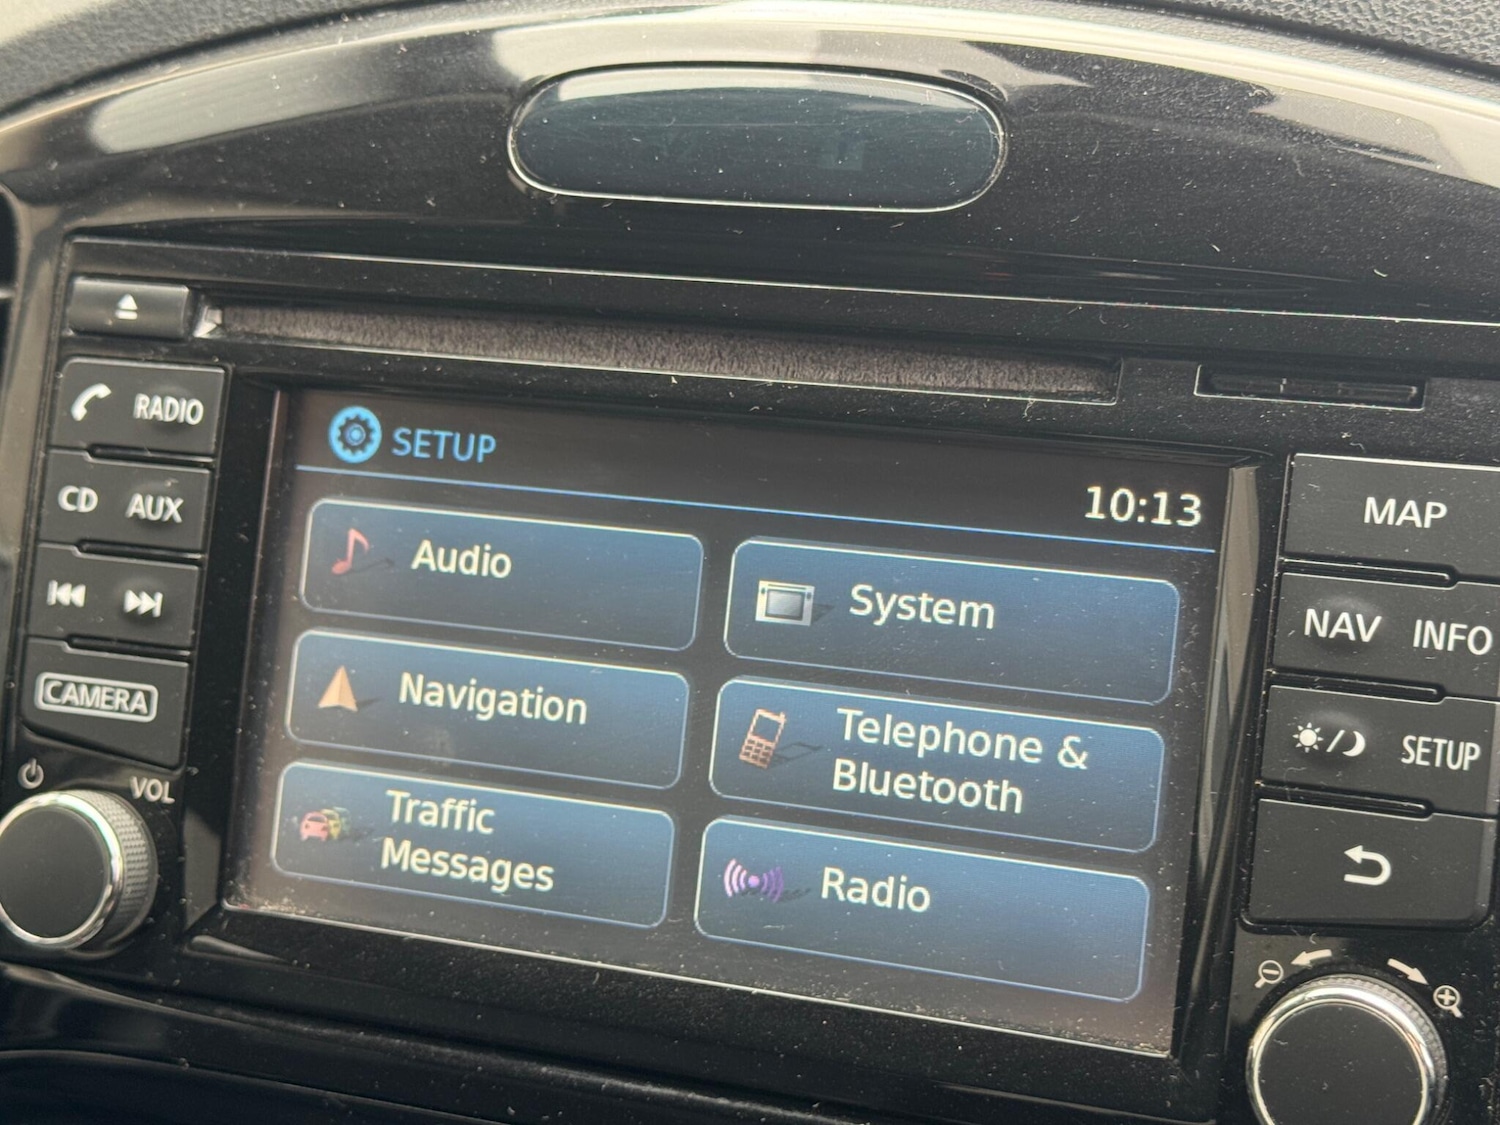 RADIO
CD AUX
CAMERA
VOL
SETUP
10:13
Audio
System
Navigation
Telephone &
Bluetooth
Traffic
Messages
Radio
MAP
NAV INFO
SETUP